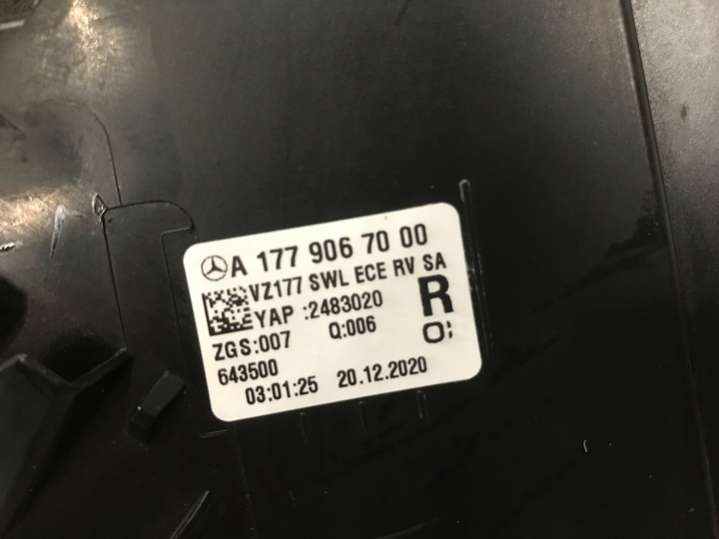 A 177 906 70 00
VZ177 SWL ECE RV SA
YAP :2483020
R
ZGS:007 Q:006
643500
03:01:25 20.12.2020